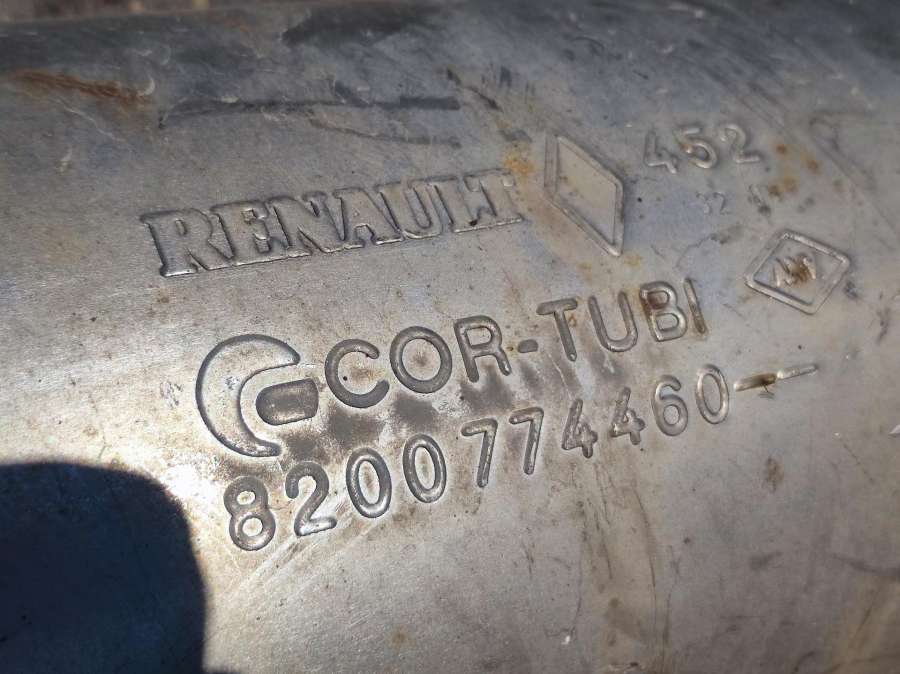 RENAULT 452
COR-TUBI
8200774460--